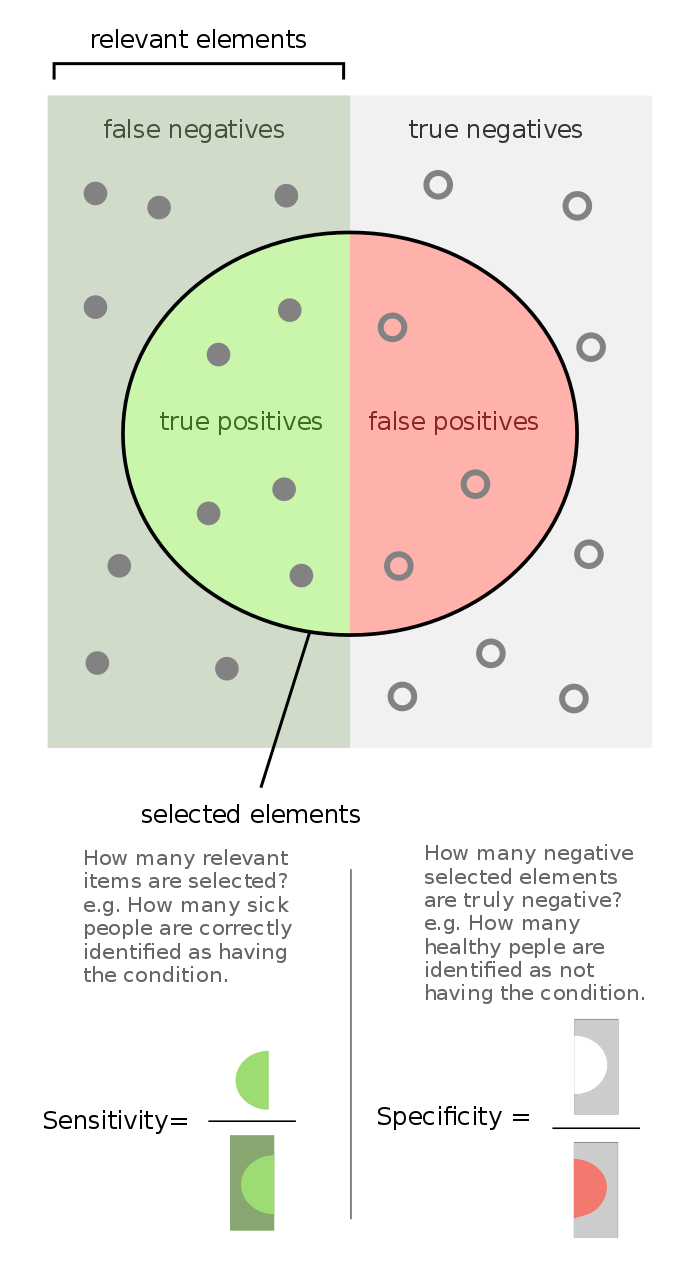 relevant elements
false negatives
true negatives
true positives
false positives
selected elements
How many relevant
items are selected?
e.g. How many sick
people are correctly
identified as having
the condition.
How many negative
selected elements
are truly negative?
e.g. How many
healthy peple are
identified as not
having the condition.
Sensitivity=
Specificity =